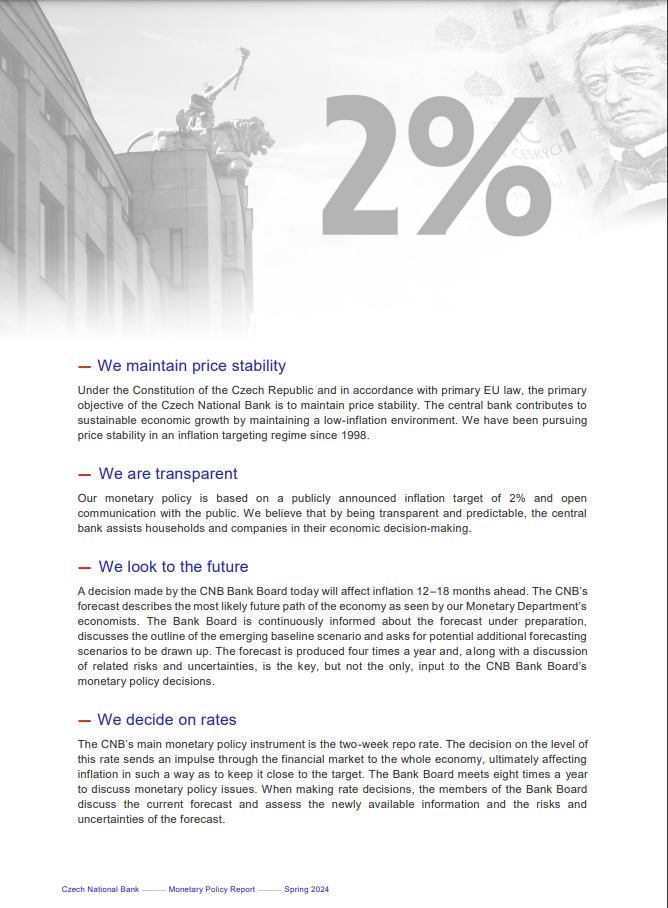 2%
— We maintain price stability
Under the Constitution of the Czech Republic and in accordance with primary EU law, the primary
objective of the Czech National Bank is to maintain price stability. The central bank contributes to
sustainable economic growth by maintaining a low-inflation environment. We have been pursuing
price stability in an inflation targeting regime since 1998.
— We are transparent
Our monetary policy is based on a publicly announced inflation target of 2% and open
communication with the public. We believe that by being transparent and predictable, the central
bank assists households and companies in their economic decision-making.
— We look to the future
A decision made by the CNB Bank Board today will affect inflation 12–18 months ahead. The CNB’s
forecast describes the most likely future path of the economy as seen by our Monetary Department’s
economists. The Bank Board is continuously informed about the forecast under preparation,
discusses the outline of the emerging baseline scenario and asks for potential additional forecasting
scenarios to be drawn up. The forecast is produced four times a year and, along with a discussion
of related risks and uncertainties, is the key, but not the only, input to the CNB Bank Board’s
monetary policy decisions.
— We decide on rates
The CNB’s main monetary policy instrument is the two-week repo rate. The decision on the level of
this rate sends an impulse through the financial market to the whole economy, ultimately affecting
inflation in such a way as to keep it close to the target. The Bank Board meets eight times a year
to discuss monetary policy issues. When making rate decisions, the members of the Bank Board
discuss the current forecast and assess the newly available information and the risks and
uncertainties of the forecast.
Czech National Bank ——— Monetary Policy Report ——— Spring 2024